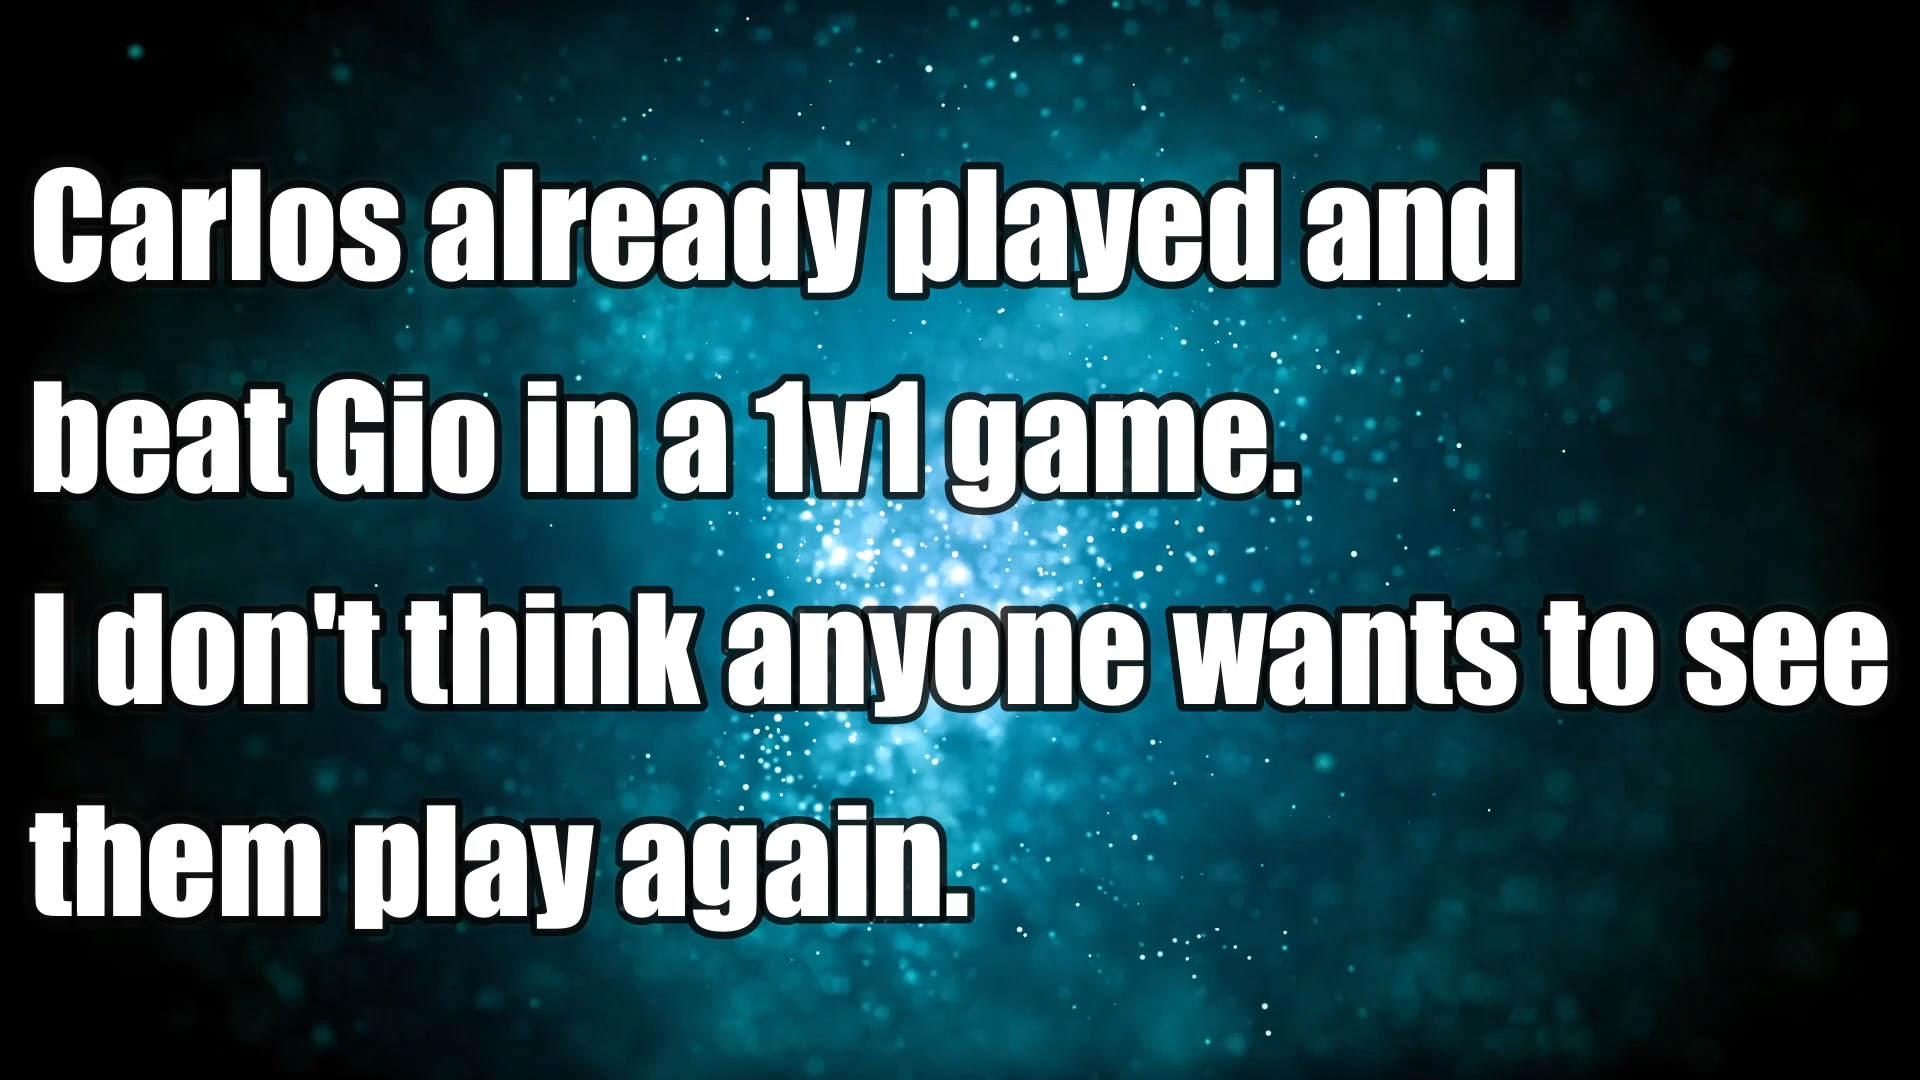 Carlos already played and
beat Gio in a 1v1 game.
I don't think anyone wants to see
them play again.